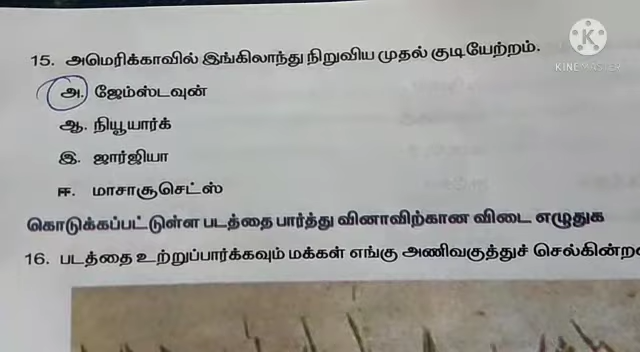 KINEMASTER
15. அமெரிக்காவில் இங்கிலாந்து நிறுவிய முதல் குடியேற்றம்.
அ. ஜேம்ஸ்டவுன்
ஆ. நியூயார்க்
இ. ஜார்ஜியா
ஈ. மாசாசூசெட்ஸ்
கொடுக்கப்பட்டுள்ள படத்தை பார்த்து வினாவிற்கான விடை எழுதுக
16. படத்தை உற்றுப்பார்க்கவும் மக்கள் எங்கு அணிவகுத்துச்